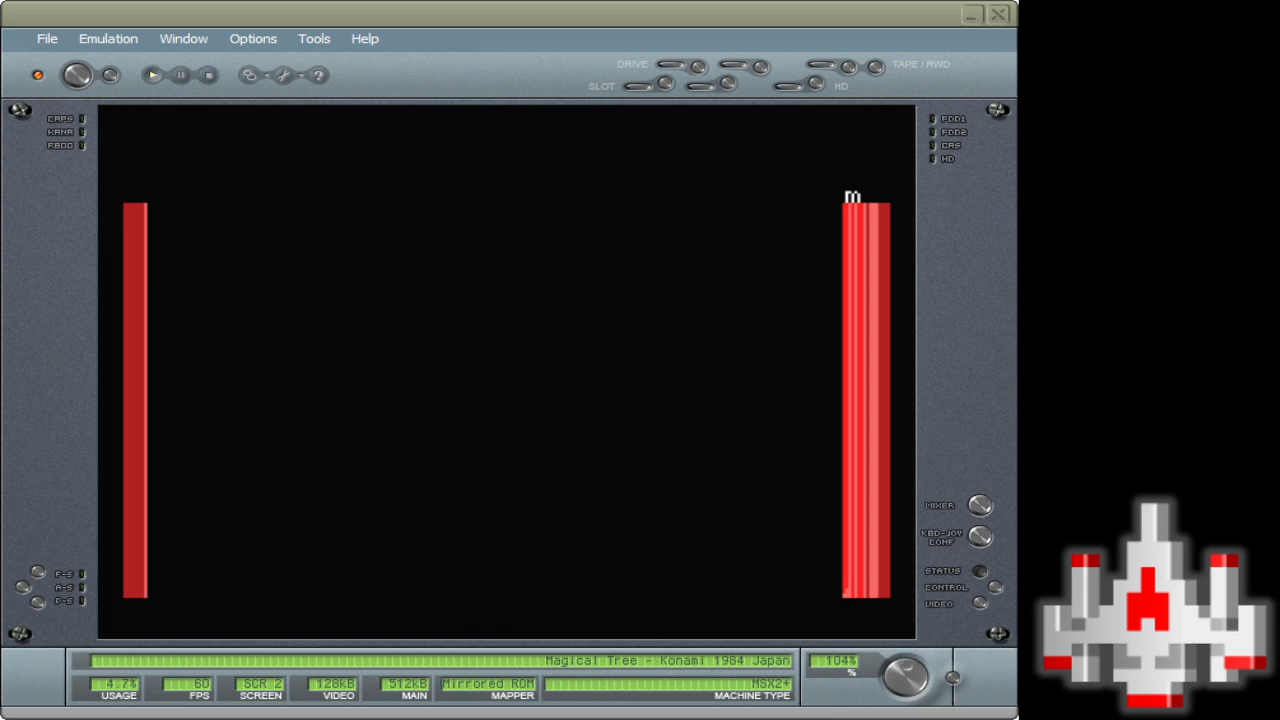 File Emulation Window Options Tools Help
DRIVE TAPE / RWD
SLOT HD
CAPS FDD1
KANA FDD2
R800 CAS
HD
m
MIXER
KBD-JOY
CONF
F-S STATUS
A-S CONTROL
P-S VIDEO
Magical Tree - Konami 1984 Japan 104%
%
4.7% 60 SCR 2 128kB 512kB Mirrored ROM MSX2+
USAGE FPS SCREEN VIDEO MAIN MAPPER MACHINE TYPE